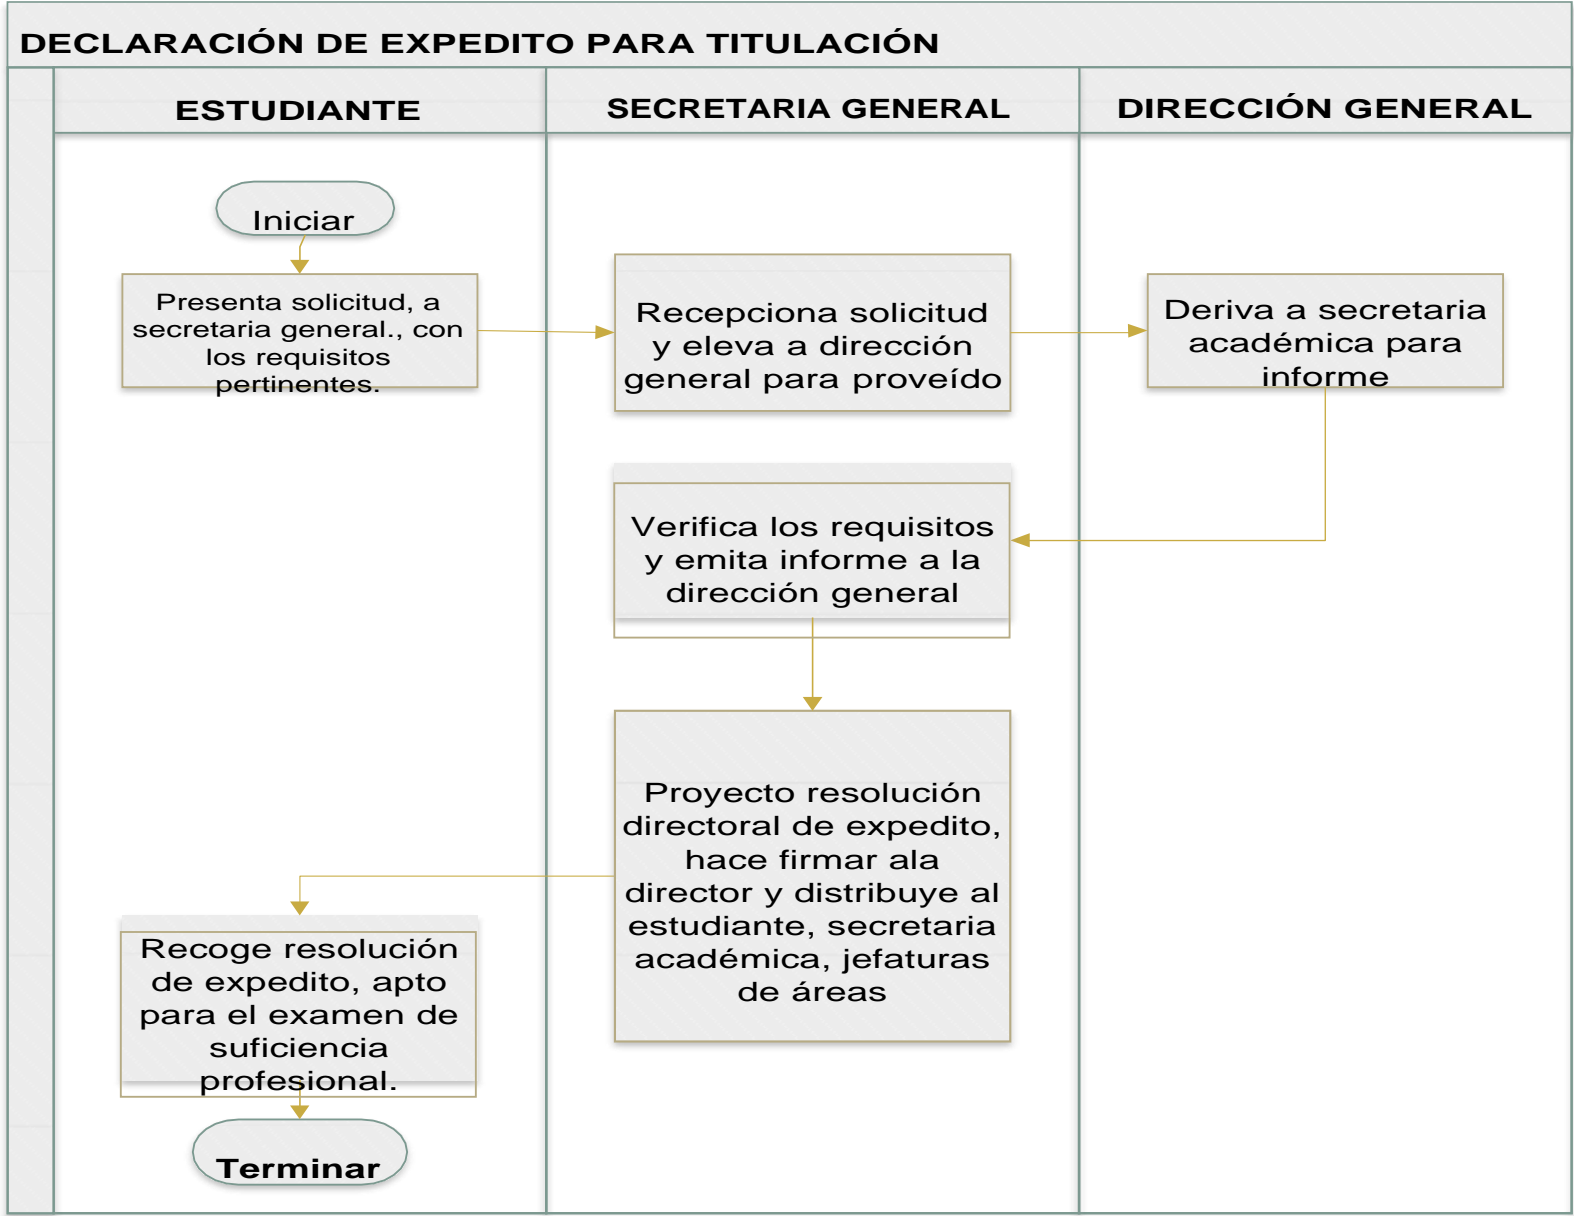 DECLARACIÓN DE EXPEDITO PARA TITULACIÓN
ESTUDIANTE
SECRETARIA GENERAL
DIRECCIÓN GENERAL
Iniciar
Presenta solicitud, a
secretaria general., con
los requisitos
pertinentes.
Recepciona solicitud
y eleva a dirección
general para proveído
Deriva a secretaria
académica para
informe
Verifica los requisitos
y emita informe a la
dirección general
Proyecto resolución
directoral de expedito,
hace firmar ala
director y distribuye al
estudiante, secretaria
académica, jefaturas
de áreas
Recoge resolución
de expedito, apto
para el examen de
suficiencia
profesional.
Terminar